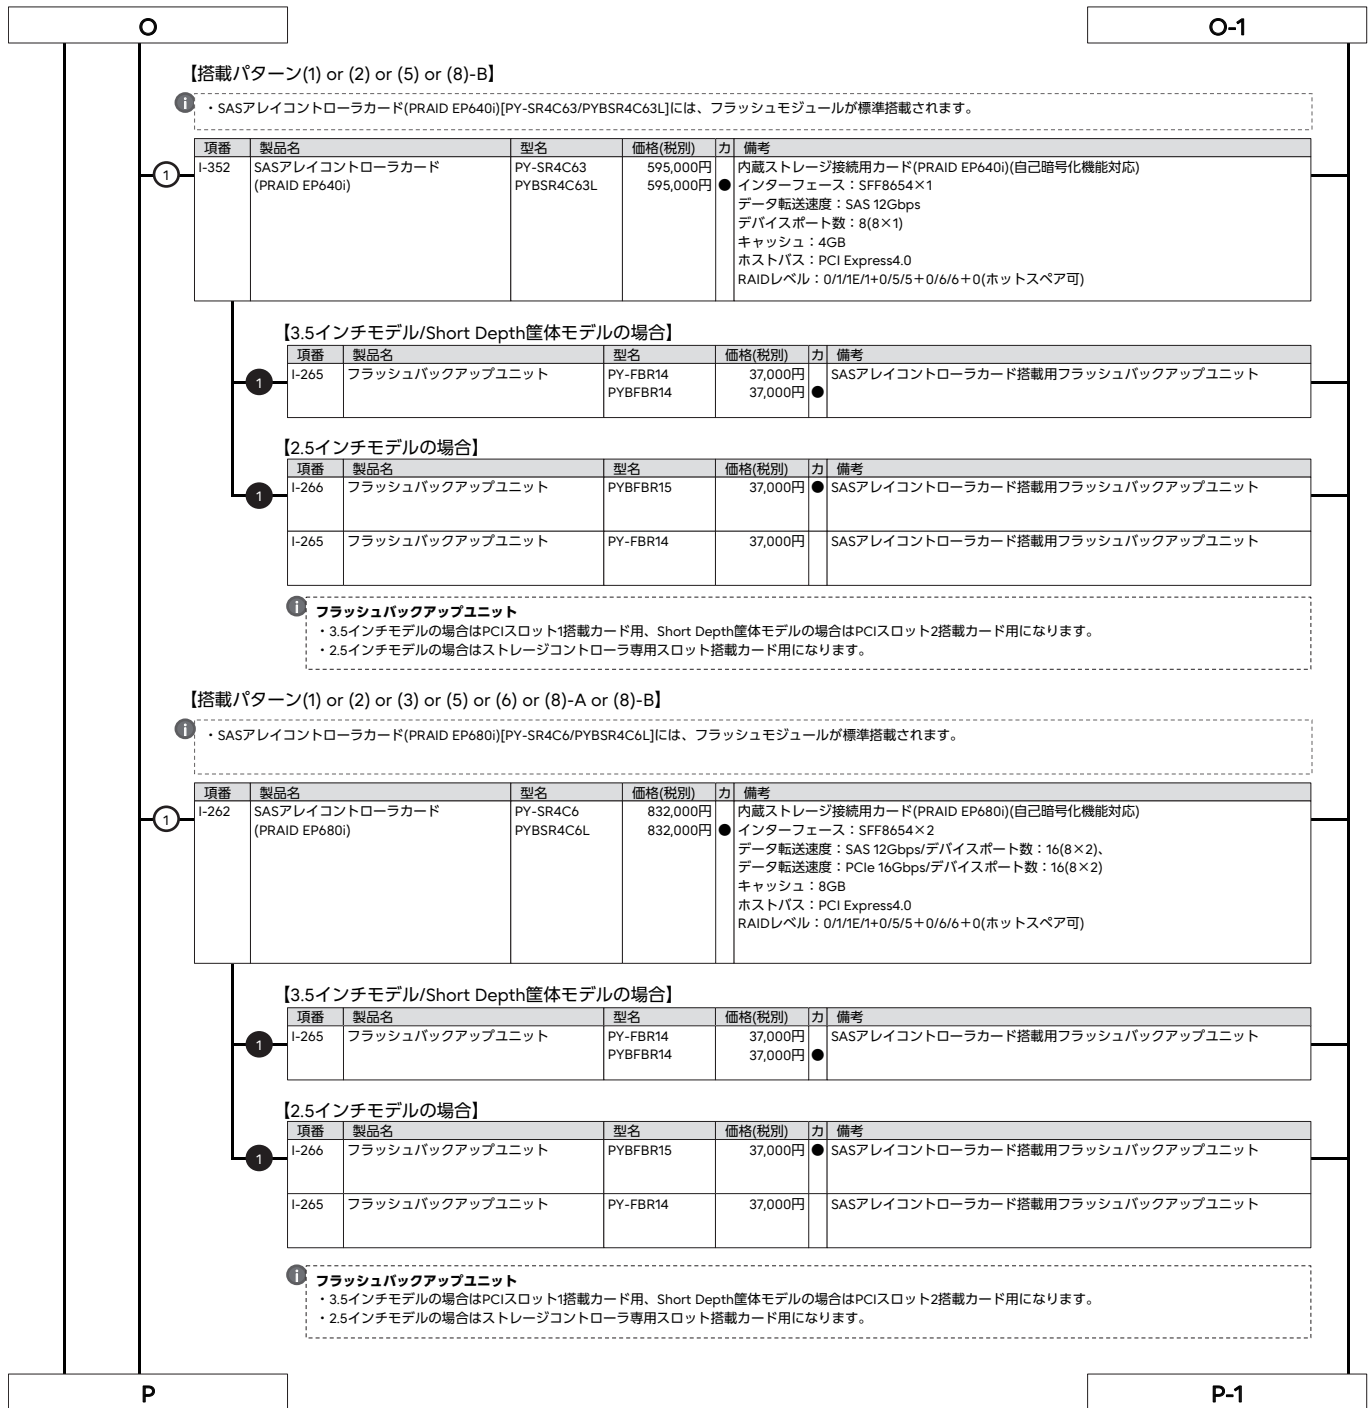 O
O-1
【搭載パターン(1) or (2) or (5) or (8)-B】
i
・SASアレイコントローラカード(PRAID EP640i)[PY-SR4C63/PYBSR4C63L]には、フラッシュモジュールが標準搭載されます。
項番 製品名 型名 価格(税別) カ 備考
1 I-352 SASアレイコントローラカード PY-SR4C63 595,000円 内蔵ストレージ接続用カード(PRAID EP640i)(自己暗号化機能対応)
(PRAID EP640i) PYBSR4C63L 595,000円 ● インターフェース：SFF8654×1
データ転送速度：SAS 12Gbps
デバイスポート数：8(8×1)
キャッシュ：4GB
ホストバス：PCI Express4.0
RAIDレベル：0/1/1E/1+0/5/5＋0/6/6＋0(ホットスペア可)
【3.5インチモデル/Short Depth筐体モデルの場合】
項番 製品名 型名 価格(税別) カ 備考
1 I-265 フラッシュバックアップユニット PY-FBR14 37,000円 SASアレイコントローラカード搭載用フラッシュバックアップユニット
PYBFBR14 37,000円 ●
【2.5インチモデルの場合】
項番 製品名 型名 価格(税別) カ 備考
1 I-266 フラッシュバックアップユニット PYBFBR15 37,000円 ● SASアレイコントローラカード搭載用フラッシュバックアップユニット
I-265 フラッシュバックアップユニット PY-FBR14 37,000円 SASアレイコントローラカード搭載用フラッシュバックアップユニット
i フラッシュバックアップユニット
・3.5インチモデルの場合はPCIスロット1搭載カード用、Short Depth筐体モデルの場合はPCIスロット2搭載カード用になります。
・2.5インチモデルの場合はストレージコントローラ専用スロット搭載カード用になります。
【搭載パターン(1) or (2) or (3) or (5) or (6) or (8)-A or (8)-B】
i
・SASアレイコントローラカード(PRAID EP680i)[PY-SR4C6/PYBSR4C6L]には、フラッシュモジュールが標準搭載されます。
項番 製品名 型名 価格(税別) カ 備考
1 I-262 SASアレイコントローラカード PY-SR4C6 832,000円 内蔵ストレージ接続用カード(PRAID EP680i)(自己暗号化機能対応)
(PRAID EP680i) PYBSR4C6L 832,000円 ● インターフェース：SFF8654×2
データ転送速度：SAS 12Gbps/デバイスポート数：16(8×2)、
データ転送速度：PCIe 16Gbps/デバイスポート数：16(8×2)
キャッシュ：8GB
ホストバス：PCI Express4.0
RAIDレベル：0/1/1E/1+0/5/5＋0/6/6＋0(ホットスペア可)
【3.5インチモデル/Short Depth筐体モデルの場合】
項番 製品名 型名 価格(税別) カ 備考
1 I-265 フラッシュバックアップユニット PY-FBR14 37,000円 SASアレイコントローラカード搭載用フラッシュバックアップユニット
PYBFBR14 37,000円 ●
【2.5インチモデルの場合】
項番 製品名 型名 価格(税別) カ 備考
1 I-266 フラッシュバックアップユニット PYBFBR15 37,000円 ● SASアレイコントローラカード搭載用フラッシュバックアップユニット
I-265 フラッシュバックアップユニット PY-FBR14 37,000円 SASアレイコントローラカード搭載用フラッシュバックアップユニット
i フラッシュバックアップユニット
・3.5インチモデルの場合はPCIスロット1搭載カード用、Short Depth筐体モデルの場合はPCIスロット2搭載カード用になります。
・2.5インチモデルの場合はストレージコントローラ専用スロット搭載カード用になります。
P
P-1